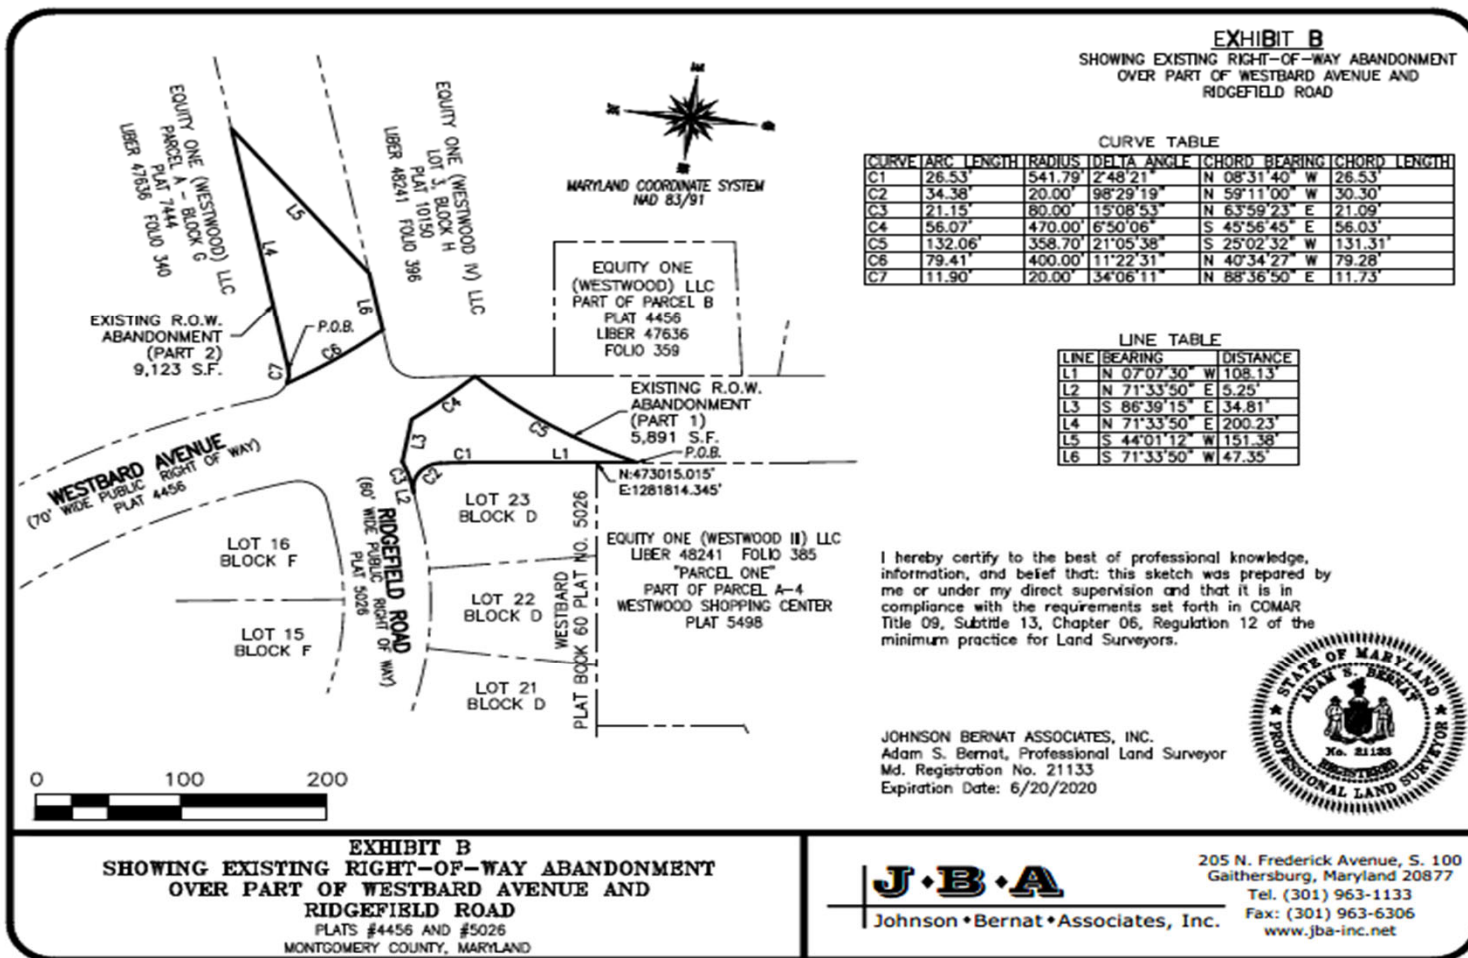 EXHIBIT B
SHOWING EXISTING RIGHT-OF-WAY ABANDONMENT
OVER PART OF WESTBARD AVENUE AND
RIDGEFIELD ROAD
CURVE TABLE
CURVE ARC LENGTH RADIUS DELTA ANGLE CHORD BEARING CHORD LENGTH
C1 26.53' 541.79' 2°48'21" N 08°31'40" W 26.53'
C2 34.38' 20.00' 98°29'19" N 59°11'00" W 30.30'
C3 21.15' 80.00' 15°08'53" N 63°59'23" E 21.09'
C4 56.07' 470.00' 6°50'06" S 45°56'45" E 56.03'
C5 132.06' 358.70' 21°05'38" S 25°02'32" W 131.31'
C6 79.41' 400.00' 11°22'31" N 40°34'27" W 79.28'
C7 11.90' 20.00' 34°06'11" N 88°36'50" E 11.73'
LINE TABLE
LINE BEARING DISTANCE
L1 N 07°07'30" W 108.13'
L2 N 71°33'50" E 5.25'
L3 S 86°39'15" E 34.81'
L4 N 71°33'50" E 200.23'
L5 S 44°01'12" W 151.38'
L6 S 71°33'50" W 47.35'
EQUITY ONE (WESTWOOD) LLC
PARCEL A - BLOCK G
PLAT 7444
LIBER 47636 FOLIO 340
EQUITY ONE (WESTWOOD IV) LLC
LOT 3, BLOCK H
PLAT 10150
LIBER 48241 FOLIO 396
MARYLAND COORDINATE SYSTEM
NAD 83/91
L5
L4
L6
C6
C7
P.O.B.
EXISTING R.O.W.
ABANDONMENT
(PART 2)
9,123 S.F.
EQUITY ONE
(WESTWOOD) LLC
PART OF PARCEL B
PLAT 4456
LIBER 47636
FOLIO 359
EXISTING R.O.W.
ABANDONMENT
(PART 1)
5,891 S.F.
P.O.B.
C4
C5
L3
C1
L1
C3
C2
L2
N:473015.015'
E:1281814.345'
WESTBARD AVENUE
(70' WIDE PUBLIC RIGHT OF WAY)
PLAT 4456
RIDGEFIELD ROAD
(60' WIDE PUBLIC RIGHT OF WAY)
PLAT 5026
LOT 23
BLOCK D
LOT 16
BLOCK F
LOT 22
BLOCK D
LOT 15
BLOCK F
LOT 21
BLOCK D
WESTBARD
PLAT BOOK 60 PLAT NO. 5026
EQUITY ONE (WESTWOOD III) LLC
LIBER 48241 FOLIO 385
"PARCEL ONE"
PART OF PARCEL A-4
WESTWOOD SHOPPING CENTER
PLAT 5498
I hereby certify to the best of professional knowledge,
information, and belief that: this sketch was prepared by
me or under my direct supervision and that it is in
compliance with the requirements set forth in COMAR
Title 09, Subtitle 13, Chapter 06, Regulation 12 of the
minimum practice for Land Surveyors.
JOHNSON BERNAT ASSOCIATES, INC.
Adam S. Bernat, Professional Land Surveyor
Md. Registration No. 21133
Expiration Date: 6/20/2020
STATE OF MARYLAND
ADAM S. BERNAT
No. 21133
REGISTERED
PROFESSIONAL LAND SURVEYOR
0 100 200
EXHIBIT B
SHOWING EXISTING RIGHT-OF-WAY ABANDONMENT
OVER PART OF WESTBARD AVENUE AND
RIDGEFIELD ROAD
PLATS #4456 AND #5026
MONTGOMERY COUNTY, MARYLAND
J•B•A
Johnson•Bernat•Associates, Inc.
205 N. Frederick Avenue, S. 100
Gaithersburg, Maryland 20877
Tel. (301) 963-1133
Fax: (301) 963-6306
www.jba-inc.net